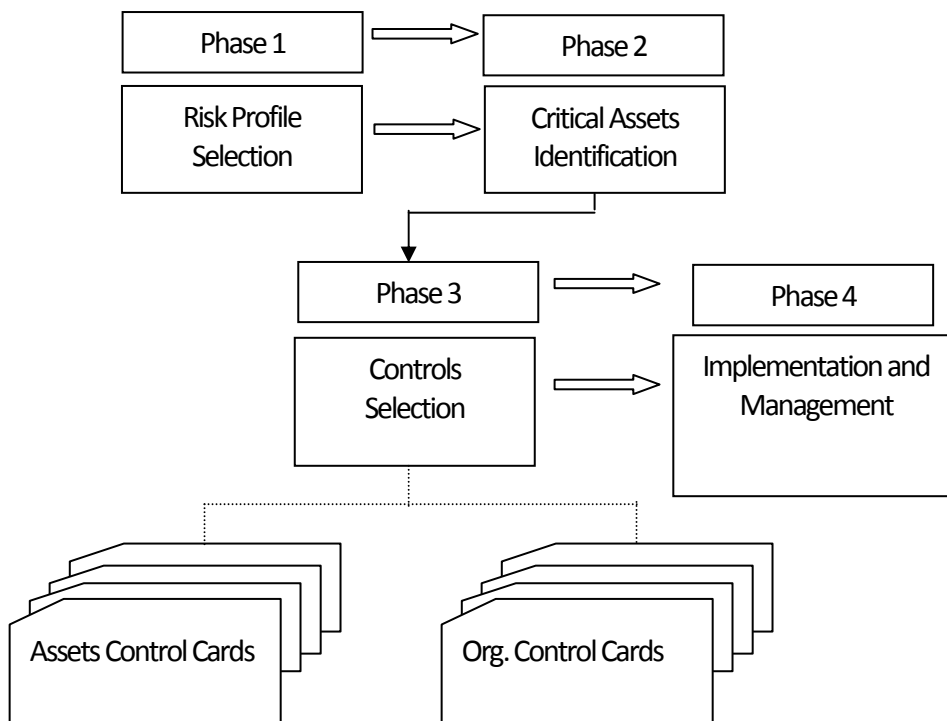 Phase 1
Phase 2
Risk Profile
Selection
Critical Assets
Identification
Phase 3
Phase 4
Controls
Selection
Implementation and
Management
Assets Control Cards
Org. Control Cards